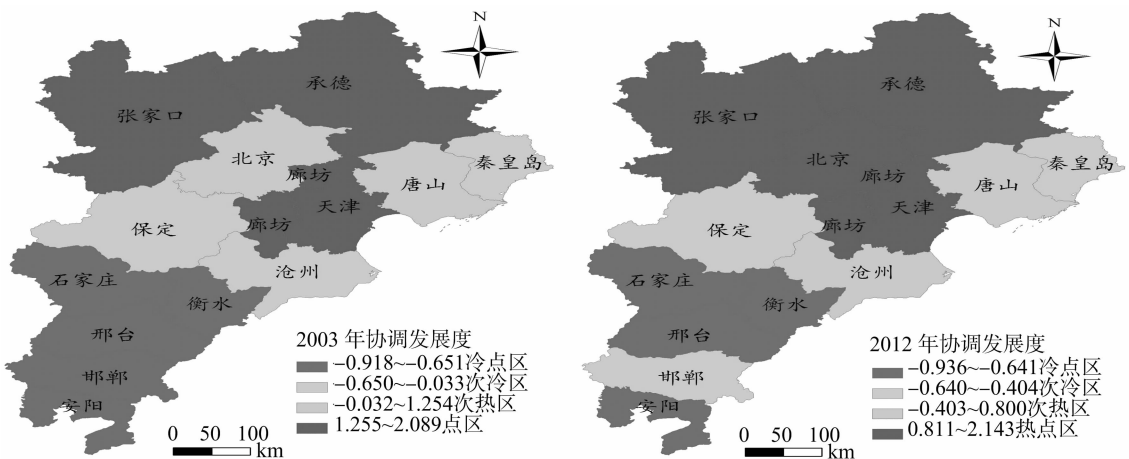 N
承德
张家口
北京
廊坊
秦皇岛
唐山
天津
廊坊
保定
沧州
石家庄
衡水
邢台
邯郸
安阳
2003 年协调发展度
-0.918~-0.651冷点区
-0.650~-0.033次冷区
-0.032~1.254次热区
1.255~2.089点区
0 50 100
km
N
承德
张家口
北京
廊坊
秦皇岛
唐山
天津
廊坊
保定
沧州
石家庄
衡水
邢台
邯郸
安阳
2012 年协调发展度
-0.936~-0.641冷点区
-0.640~-0.404次冷区
-0.403~0.800次热区
0.811~2.143热点区
0 50 100
km